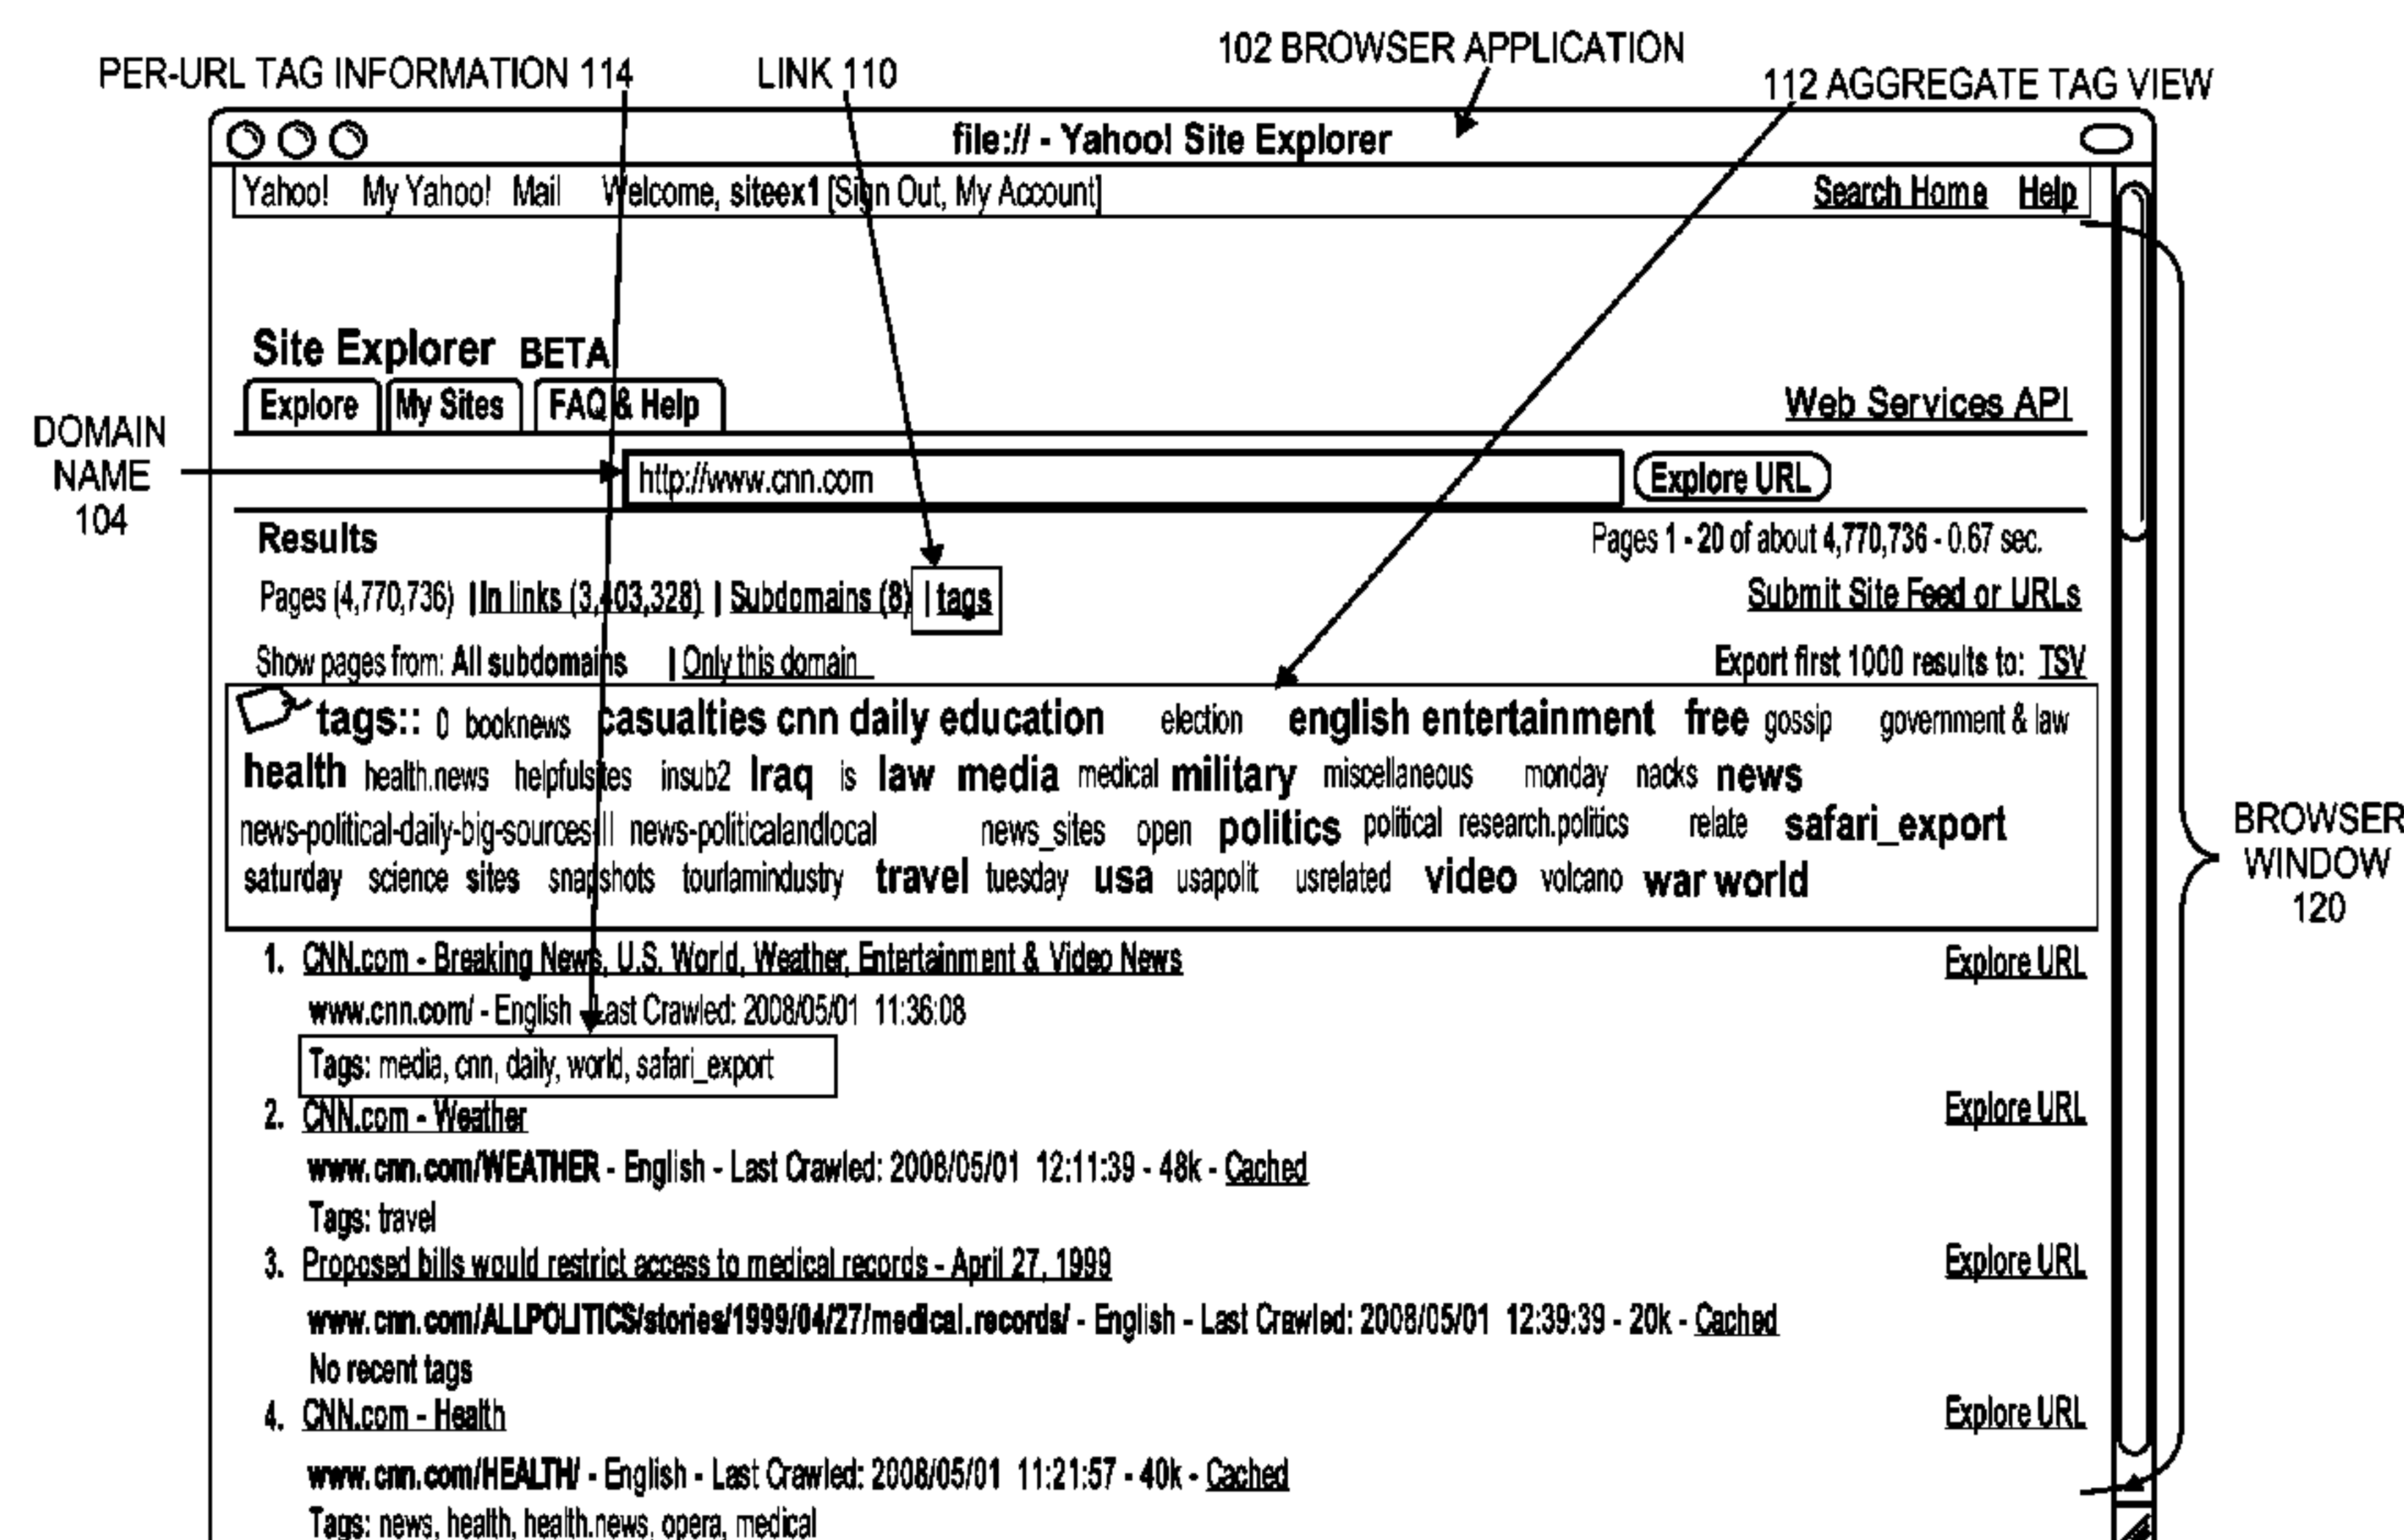 102 BROWSER APPLICATION
PER-URL TAG INFORMATION 114 LINK 110
112 AGGREGATE TAG VIEW
file:// - Yahoo! Site Explorer
Yahoo! My Yahoo! Mail Welcome, siteex1 [Sign Out, My Account] Search Home Help
Site Explorer BETA
Explore My Sites FAQ & Help Web Services API
DOMAIN
NAME
104
http://www.cnn.com Explore URL
Results Pages 1 - 20 of about 4,770,736 - 0.67 sec.
Pages (4,770,736) | In links (3,403,328) | Subdomains (8) | tags Submit Site Feed or URLs
Show pages from: All subdomains | Only this domain Export first 1000 results to: TSV
tags:: 0 booknews casualties cnn daily education election english entertainment free gossip government & law
health health.news helpfulsites insub2 Iraq is law media medical military miscellaneous monday nacks news
news-political-daily-big-sources-lll news-politicalandlocal news_sites open politics political research.politics relate safari_export
saturday science sites snapshots tourlamindustry travel tuesday usa usapolit usrelated video volcano war world
BROWSER
WINDOW
120
1. CNN.com - Breaking News, U.S. World, Weather, Entertainment & Video News Explore URL
www.cnn.com/ - English - Last Crawled: 2008/05/01 11:36:08
Tags: media, cnn, daily, world, safari_export
2. CNN.com - Weather Explore URL
www.cnn.com/WEATHER - English - Last Crawled: 2008/05/01 12:11:39 - 48k - Cached
Tags: travel
3. Proposed bills would restrict access to medical records - April 27, 1999 Explore URL
www.cnn.com/ALLPOLITICS/stories/1999/04/27/medical.records/ - English - Last Crawled: 2008/05/01 12:39:39 - 20k - Cached
No recent tags
4. CNN.com - Health Explore URL
www.cnn.com/HEALTH/ - English - Last Crawled: 2008/05/01 11:21:57 - 40k - Cached
Tags: news, health, health.news, opera, medical